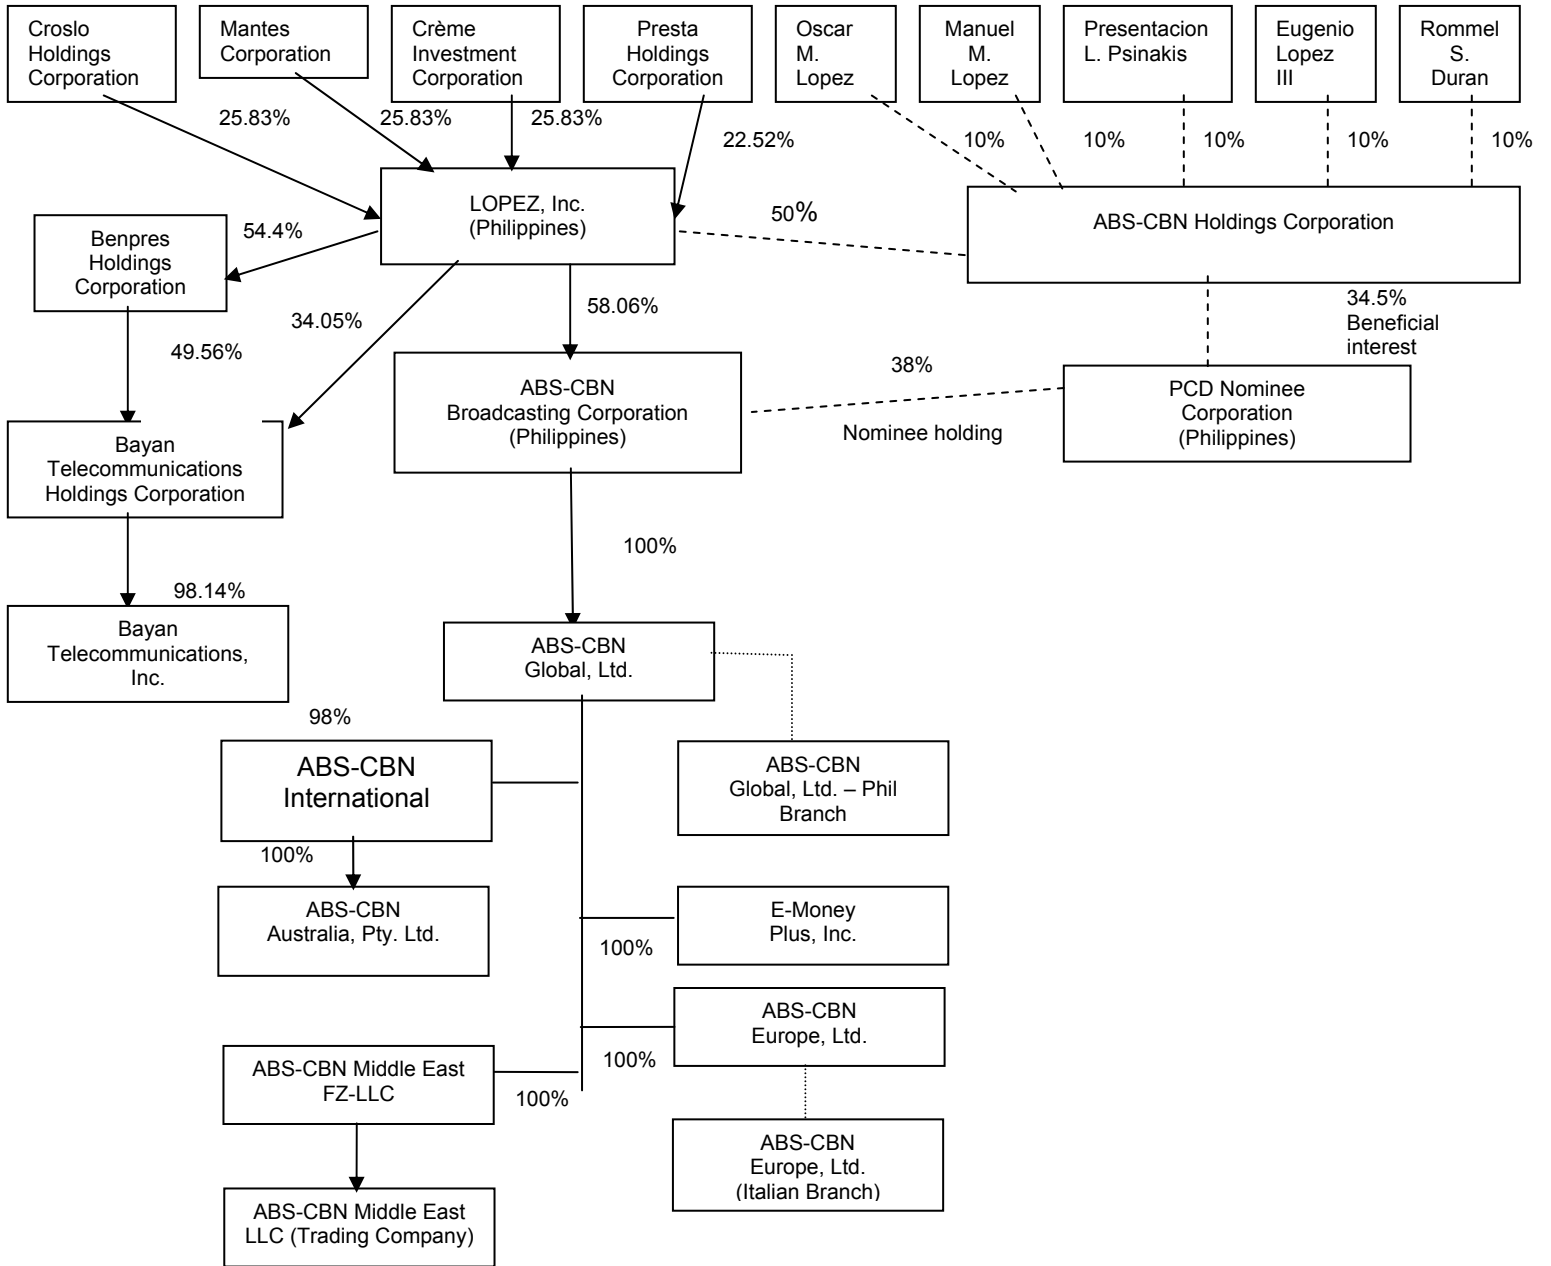 Croslo
Holdings
Corporation
Mantes
Corporation
Crème
Investment
Corporation
Presta
Holdings
Corporation
Oscar
M.
Lopez
Manuel
M.
Lopez
Presentacion
L. Psinakis
Eugenio
Lopez
III
Rommel
S.
Duran
25.83%
25.83%
25.83%
22.52%
10%
10%
10%
10%
10%
LOPEZ, Inc.
(Philippines)
50%
ABS-CBN Holdings Corporation
Benpres
Holdings
Corporation
54.4%
34.05%
58.06%
34.5%
Beneficial
interest
49.56%
ABS-CBN
Broadcasting Corporation
(Philippines)
38%
Nominee holding
PCD Nominee
Corporation
(Philippines)
Bayan
Telecommunications
Holdings Corporation
100%
98.14%
Bayan
Telecommunications,
Inc.
ABS-CBN
Global, Ltd.
98%
ABS-CBN
International
ABS-CBN
Global, Ltd. – Phil
Branch
100%
ABS-CBN
Australia, Pty. Ltd.
E-Money
Plus, Inc.
100%
ABS-CBN
Europe, Ltd.
100%
ABS-CBN Middle East
FZ-LLC
100%
ABS-CBN
Europe, Ltd.
(Italian Branch)
ABS-CBN Middle East
LLC (Trading Company)